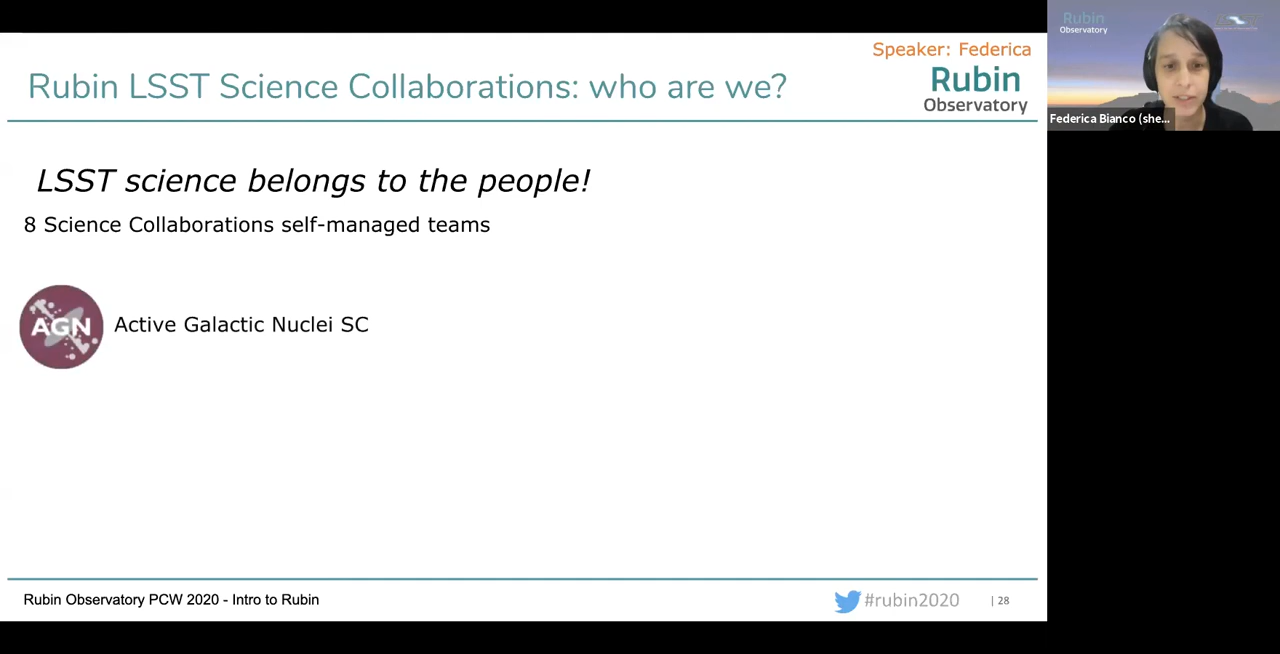 Speaker: Federica
Rubin LSST Science Collaborations: who are we?
Rubin
Observatory
Rubin
Observatory
Federica Bianco (she...
LSST science belongs to the people!
8 Science Collaborations self-managed teams
AGN
Active Galactic Nuclei SC
Rubin Observatory PCW 2020 - Intro to Rubin
#rubin2020
| 28